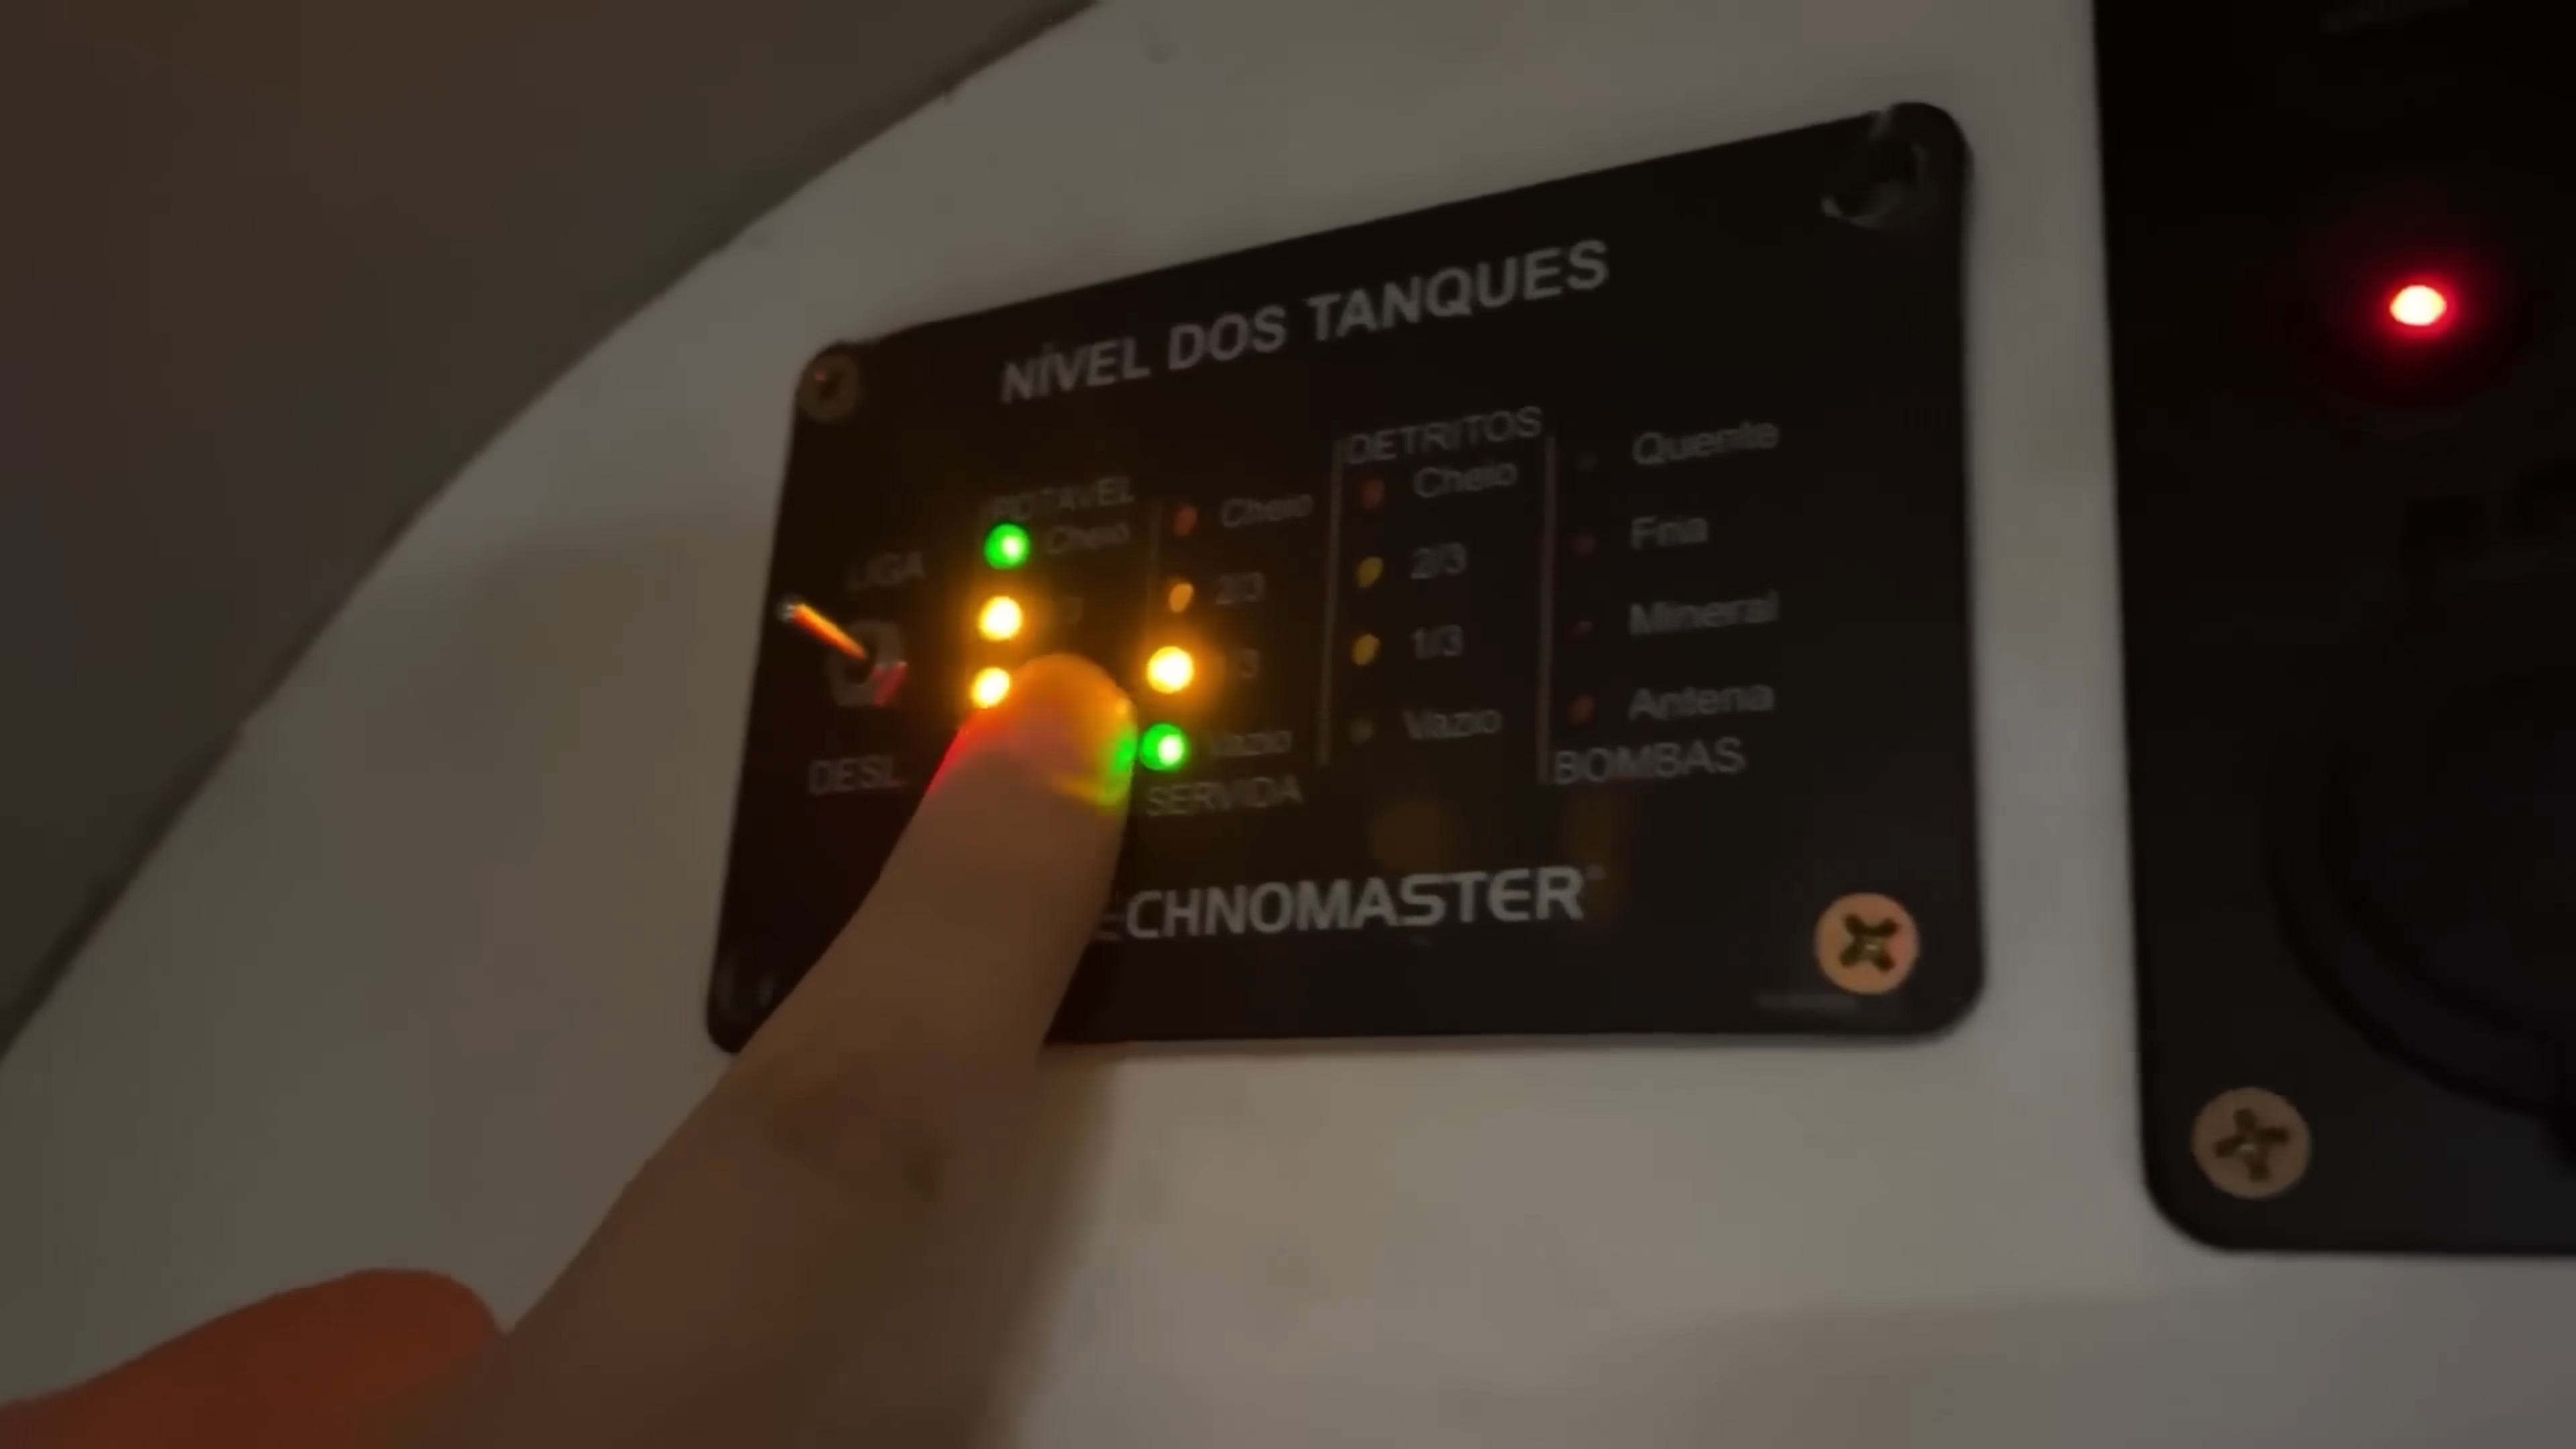 NÍVEL DOS TANQUES
POTAVEL
Cheio
LIGA
DESL.
Cheio
2/3
Vazio
SERVIDA
DETRITOS
Cheio
2/3
1/3
Vazio
Quente
Fria
Mineral
Antena
BOMBAS
ECHNOMASTER